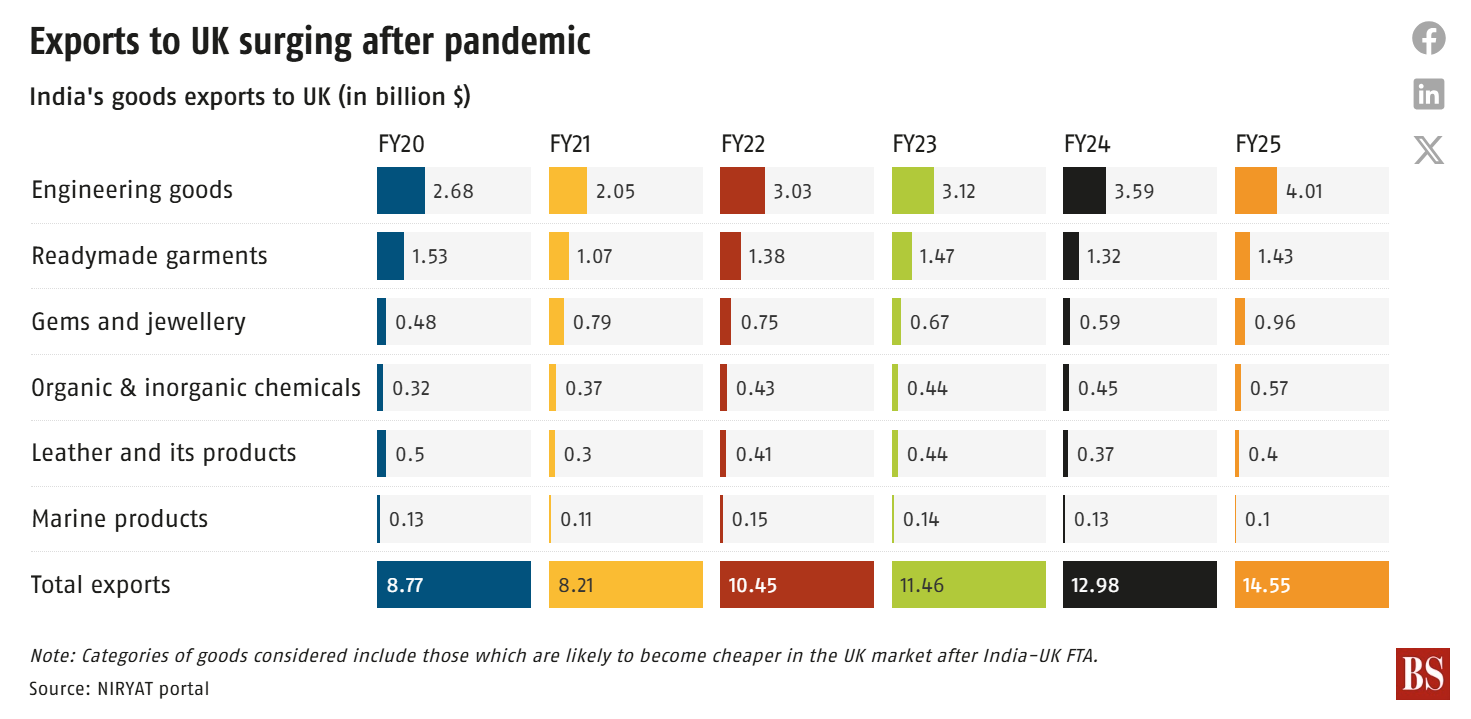 Exports to UK surging after pandemic
India's goods exports to UK (in billion $)
FY20 FY21 FY22 FY23 FY24 FY25
Engineering goods 2.68 2.05 3.03 3.12 3.59 4.01
Readymade garments 1.53 1.07 1.38 1.47 1.32 1.43
Gems and jewellery 0.48 0.79 0.75 0.67 0.59 0.96
Organic & inorganic chemicals 0.32 0.37 0.43 0.44 0.45 0.57
Leather and its products 0.5 0.3 0.41 0.44 0.37 0.4
Marine products 0.13 0.11 0.15 0.14 0.13 0.1
Total exports 8.77 8.21 10.45 11.46 12.98 14.55
Note: Categories of goods considered include those which are likely to become cheaper in the UK market after India-UK FTA.
Source: NIRYAT portal
BS